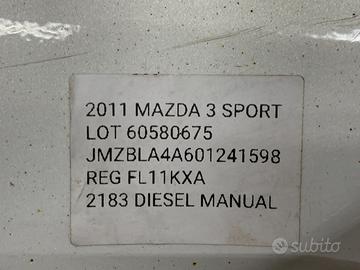 2011 MAZDA 3 SPORT
LOT 60580675
JMZBLA4A601241598
REG FL11KXA
2183 DIESEL MANUAL
subito